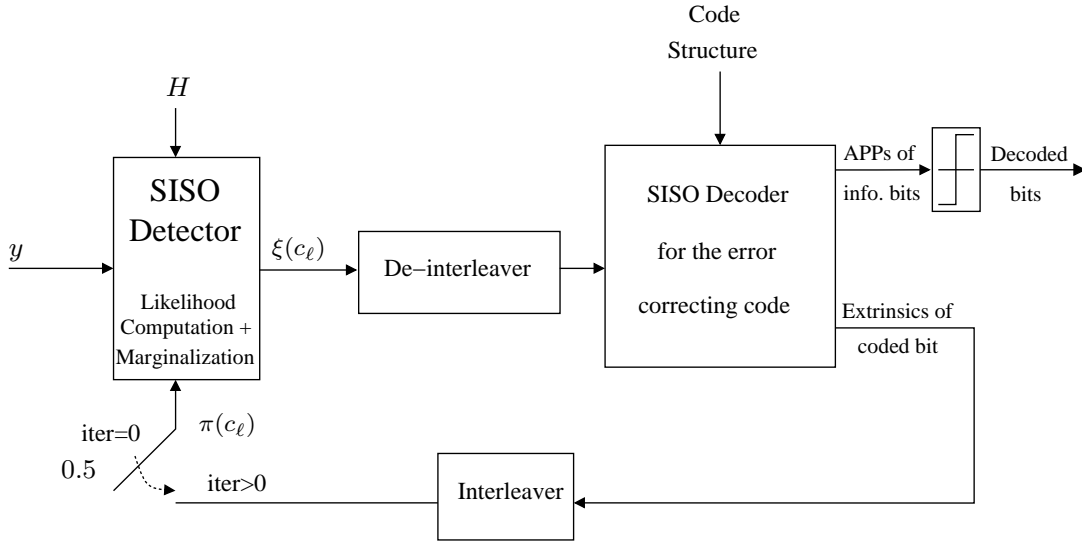 Code
Structure
H
SISO
Detector
Likelihood
Computation +
Marginalization
y
ξ(c_ℓ)
De−interleaver
SISO Decoder
for the error
correcting code
APPs of
info. bits
Decoded
bits
Extrinsics of
coded bit
iter=0
0.5
π(c_ℓ)
iter>0
Interleaver